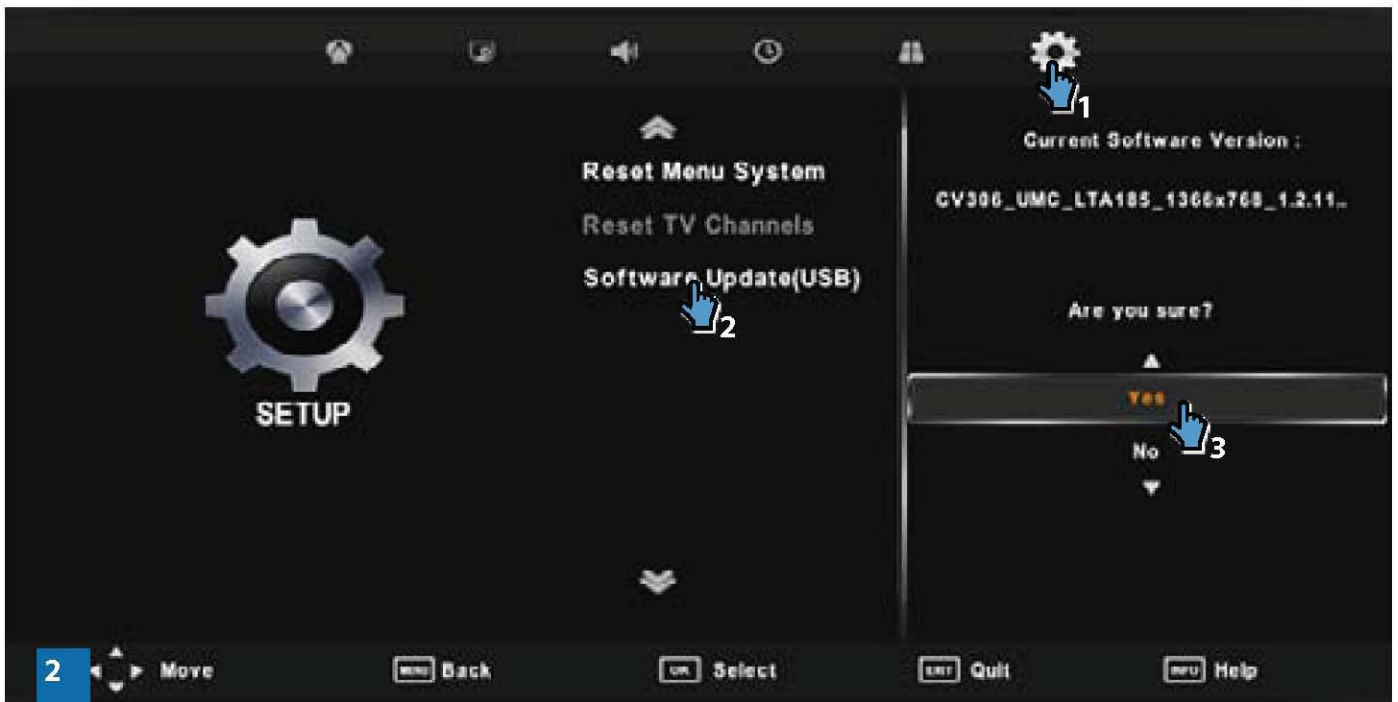 1
Current Software Version :
Reset Menu System
CV306_UMC_LTA185_1366x768_1.2.11..
Reset TV Channels
Software Update(USB)
2
Are you sure?
Yes
3
SETUP
No
2 Move MENU Back OK Select EXIT Quit INFO Help